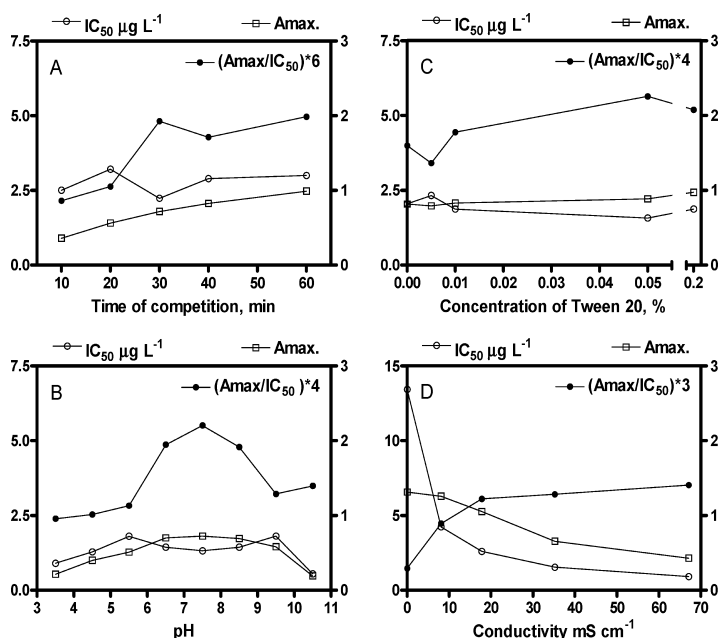 IC50 μg L-1 Amax. IC50 μg L-1 Amax.
7.5 3 7.5 3
A (Amax/IC50)*6 C (Amax/IC50)*4
5.0 2 5.0 2
2.5 1 2.5 1
0.0 0 0.0 0
10 20 30 40 50 60 0.00 0.01 0.02 0.03 0.04 0.05 0.2
Time of competition, min Concentration of Tween 20, %
IC50 μg L-1 Amax. IC50 μg L-1 Amax.
7.5 3 15 3
B (Amax/IC50 )*4 D (Amax/IC50)*3
5.0 2 10 2
2.5 1 5 1
0.0 0 0 0
3 4 5 6 7 8 9 10 11 0 10 20 30 40 50 60 70
pH Conductivity mS cm-1